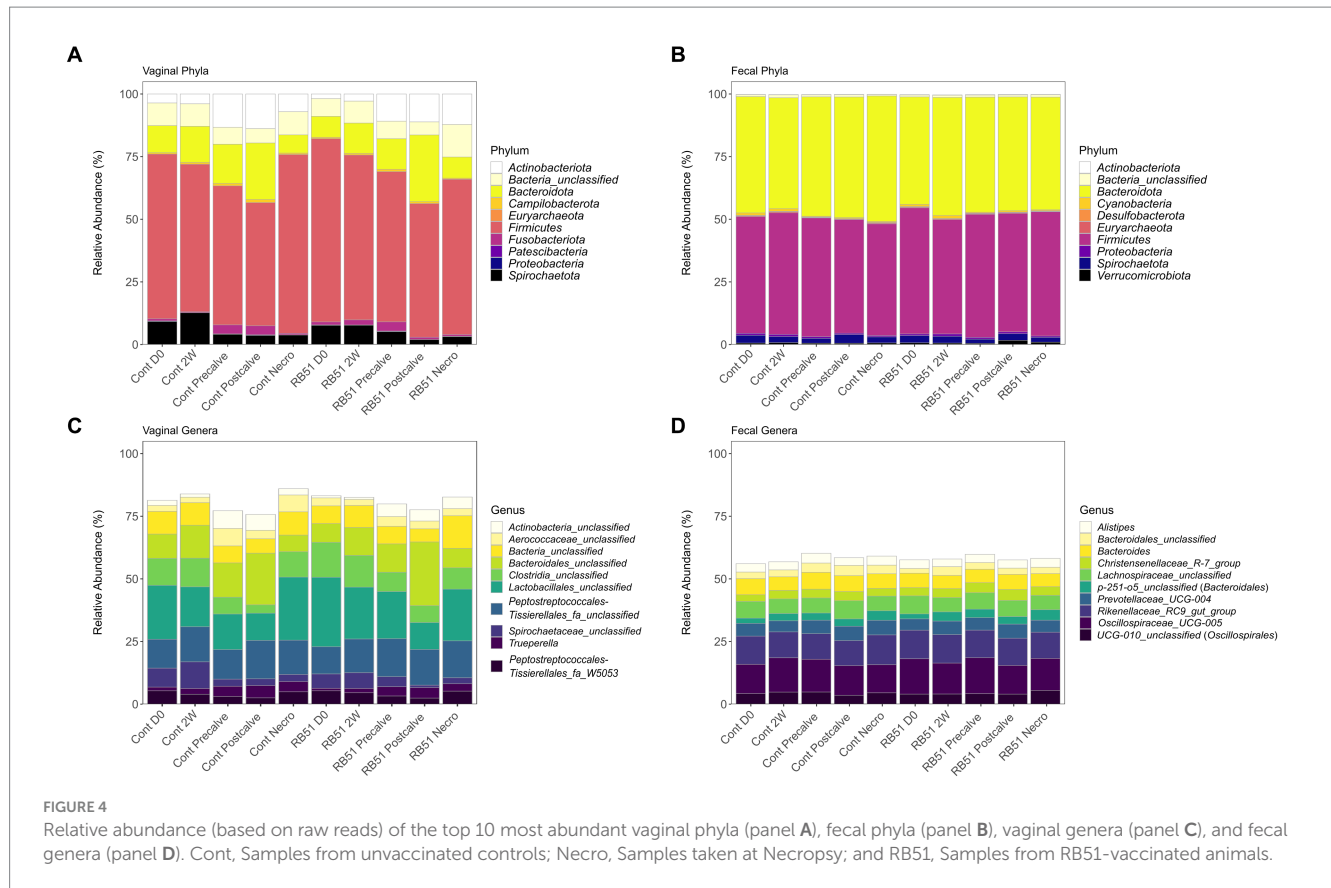 A
Vaginal Phyla
Relative Abundance (%)
100
75
50
25
0
Cont D0
Cont 2W
Cont Precalve
Cont Postcalve
Cont Necro
RB51 D0
RB51 2W
RB51 Precalve
RB51 Postcalve
RB51 Necro
Phylum
Actinobacteriota
Bacteria_unclassified
Bacteroidota
Campilobacterota
Euryarchaeota
Firmicutes
Fusobacteriota
Patescibacteria
Proteobacteria
Spirochaetota
B
Fecal Phyla
Relative Abundance (%)
100
75
50
25
0
Cont D0
Cont 2W
Cont Precalve
Cont Postcalve
Cont Necro
RB51 D0
RB51 2W
RB51 Precalve
RB51 Postcalve
RB51 Necro
Phylum
Actinobacteriota
Bacteria_unclassified
Bacteroidota
Cyanobacteria
Desulfobacterota
Euryarchaeota
Firmicutes
Proteobacteria
Spirochaetota
Verrucomicrobiota
C
Vaginal Genera
Relative Abundance (%)
100
75
50
25
0
Cont D0
Cont 2W
Cont Precalve
Cont Postcalve
Cont Necro
RB51 D0
RB51 2W
RB51 Precalve
RB51 Postcalve
RB51 Necro
Genus
Actinobacteria_unclassified
Aerococcaceae_unclassified
Bacteria_unclassified
Bacteroidales_unclassified
Clostridia_unclassified
Lactobacillales_unclassified
Peptostreptococcales-
Tissierellales_fa_unclassified
Spirochaetaceae_unclassified
Trueperella
Peptostreptococcales-
Tissierellales_fa_W5053
D
Fecal Genera
Relative Abundance (%)
100
75
50
25
0
Cont D0
Cont 2W
Cont Precalve
Cont Postcalve
Cont Necro
RB51 D0
RB51 2W
RB51 Precalve
RB51 Postcalve
RB51 Necro
Genus
Alistipes
Bacteroidales_unclassified
Bacteroides
Christensenellaceae_R-7_group
Lachnospiraceae_unclassified
p-251-o5_unclassified (Bacteroidales)
Prevotellaceae_UCG-004
Rikenellaceae_RC9_gut_group
Oscillospiraceae_UCG-005
UCG-010_unclassified (Oscillospirales)
FIGURE 4
Relative abundance (based on raw reads) of the top 10 most abundant vaginal phyla (panel A), fecal phyla (panel B), vaginal genera (panel C), and fecal
genera (panel D). Cont, Samples from unvaccinated controls; Necro, Samples taken at Necropsy; and RB51, Samples from RB51-vaccinated animals.